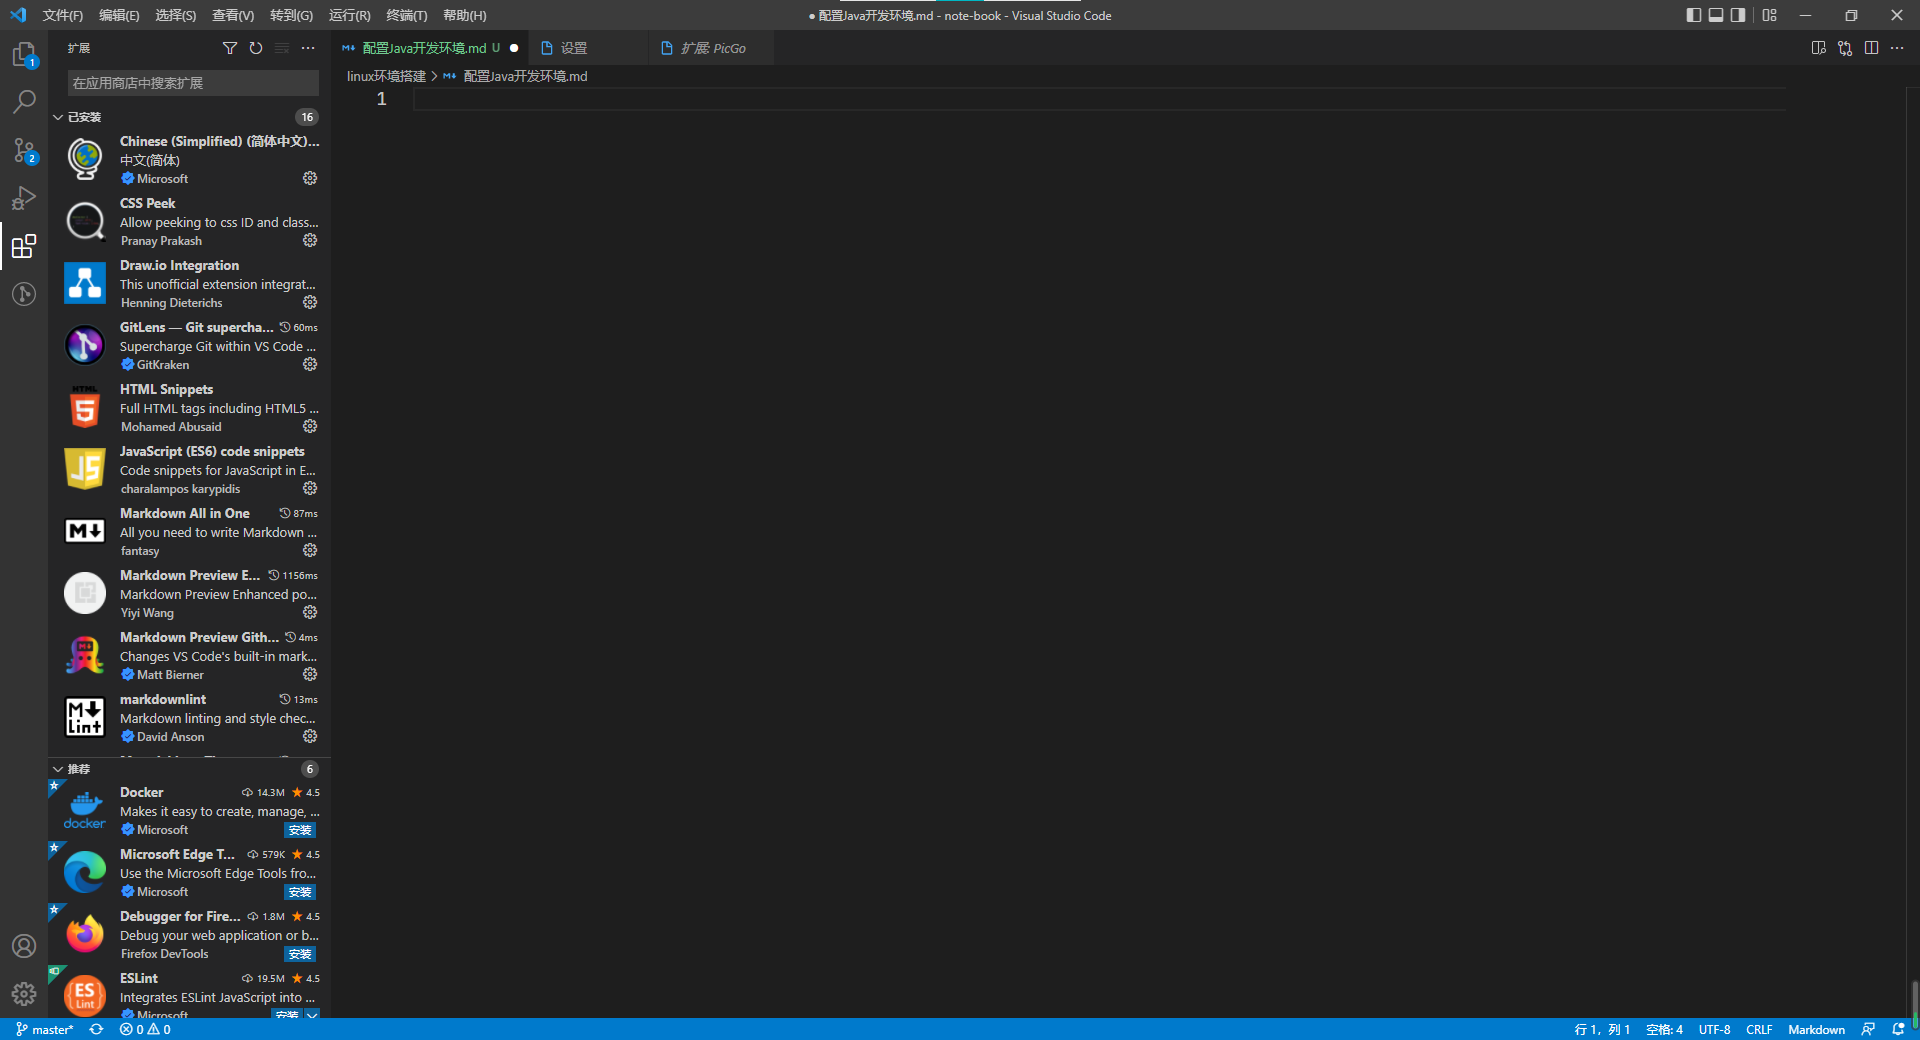 文件(F) 编辑(E) 选择(S) 查看(V) 转到(G) 运行(R) 终端(T) 帮助(H)
● 配置Java开发环境.md - note-book - Visual Studio Code
扩展
配置Java开发环境.md U
设置
扩展: PicGo
linux环境搭建 > 配置Java开发环境.md
1
在应用商店中搜索扩展
已安装 16
Chinese (Simplified) (简体中文)...
中文(简体)
Microsoft
CSS Peek
Allow peeking to css ID and class...
Pranay Prakash
Draw.io Integration
This unofficial extension integrat...
Henning Dieterichs
GitLens — Git supercha... 60ms
Supercharge Git within VS Code ...
GitKraken
HTML
HTML Snippets
Full HTML tags including HTML5 ...
Mohamed Abusaid
JS
JavaScript (ES6) code snippets
Code snippets for JavaScript in E...
charalampos karypidis
Markdown All in One 87ms
All you need to write Markdown ...
fantasy
Markdown Preview E... 1156ms
Markdown Preview Enhanced po...
Yiyi Wang
Markdown Preview Gith... 4ms
Changes VS Code's built-in mark...
Matt Bierner
M Lint
markdownlint 13ms
Markdown linting and style chec...
David Anson
推荐 6
docker
Docker 14.3M 4.5
Makes it easy to create, manage, ...
Microsoft 安装
Microsoft Edge T... 579K 4.5
Use the Microsoft Edge Tools fro...
Microsoft 安装
Debugger for Fire... 1.8M 4.5
Debug your web application or b...
Firefox DevTools 安装
ES Lint
ESLint 19.5M 4.5
Integrates ESLint JavaScript into ...
Microsoft 安装
1
2
master* 0 0
行 1，列 1 空格: 4 UTF-8 CRLF Markdown